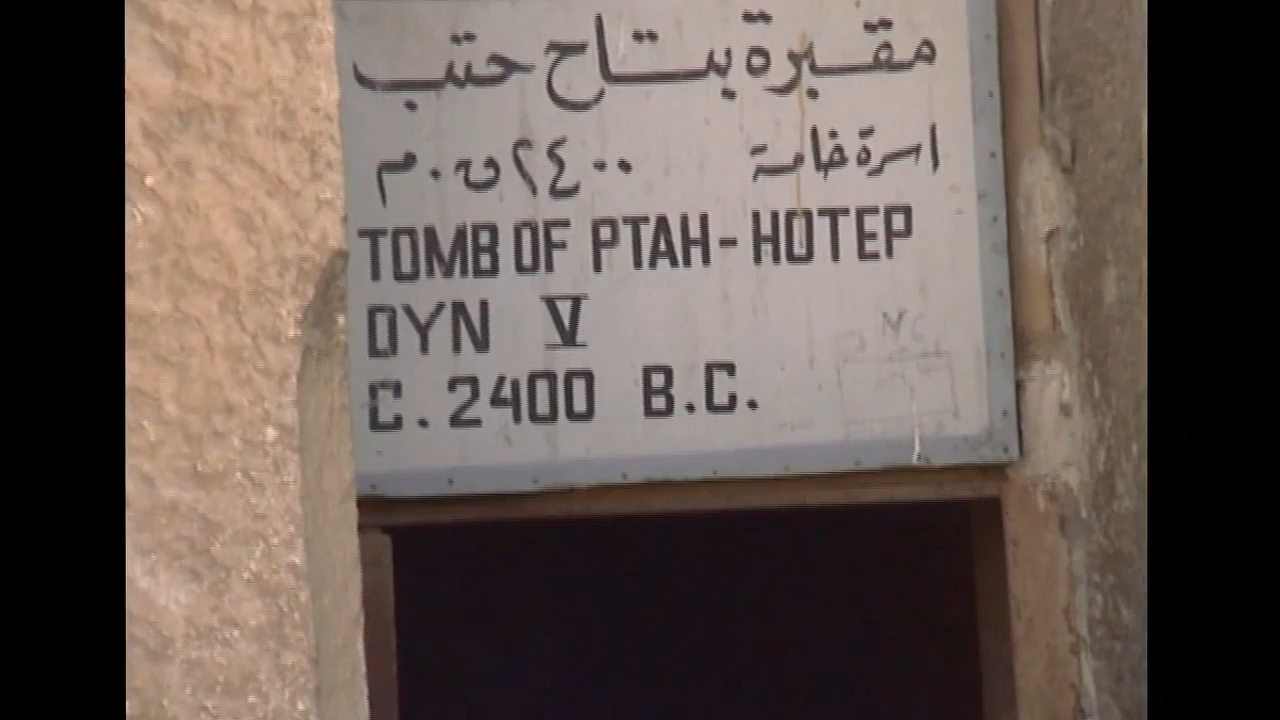 مقبرة بتاح حتب
اسرة خامسة ٢٤٠٠ ق.م
TOMB OF PTAH-HOTEP
DYN V
C. 2400 B.C.